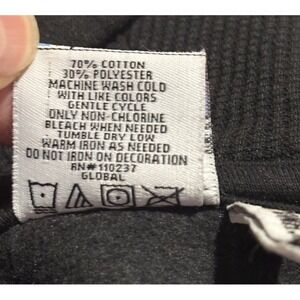 70% COTTON
30% POLYESTER
MACHINE WASH COLD
WITH LIKE COLORS
GENTLE CYCLE
ONLY NON-CHLORINE
BLEACH WHEN NEEDED
TUMBLE DRY LOW
WARM IRON AS NEEDED
DO NOT IRON ON DECORATION
RN# 110237
GLOBAL